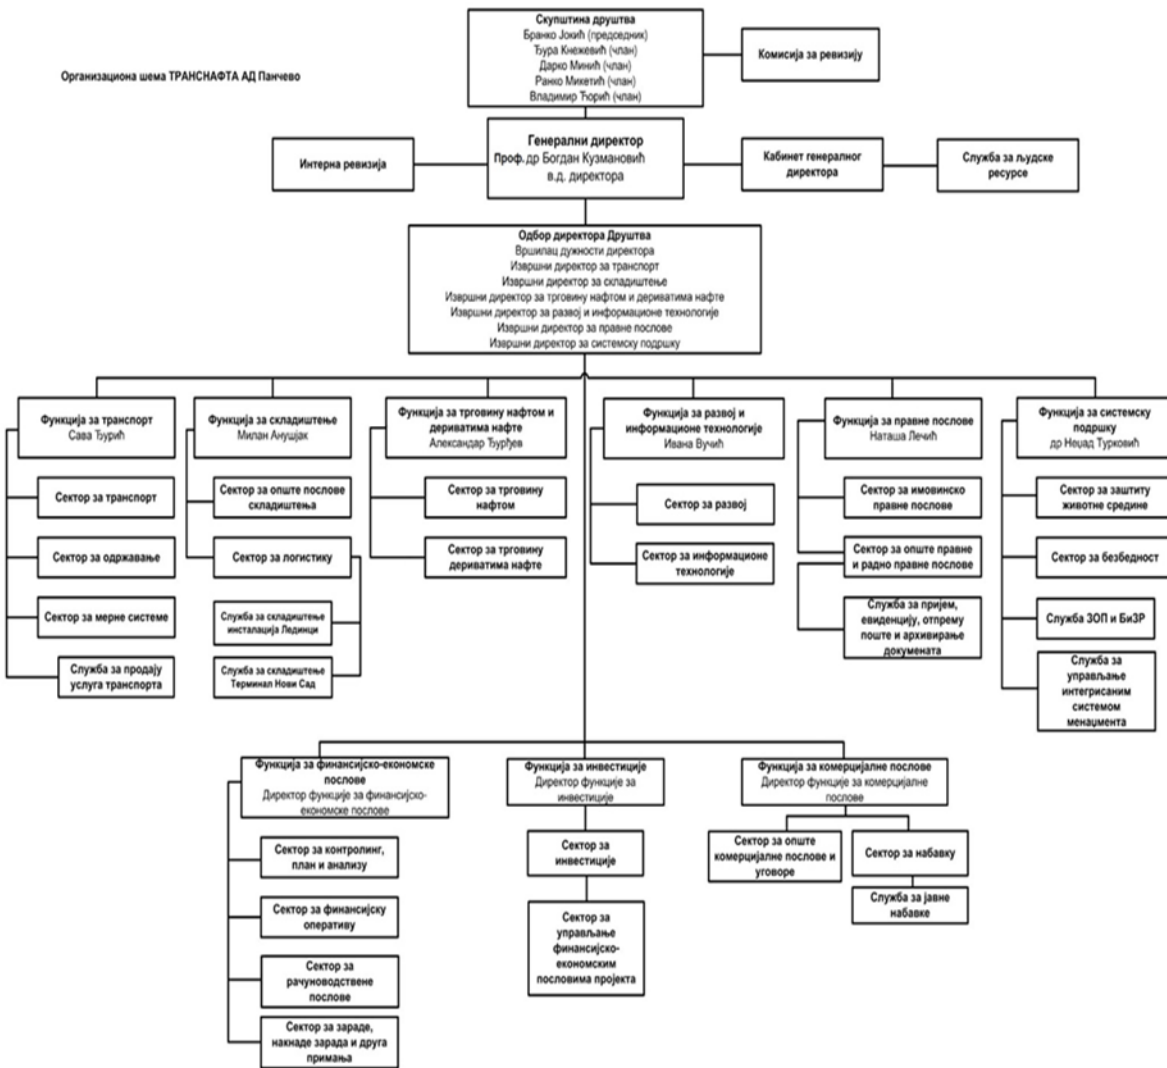 Скупштина друштва
Бранко Јокић (председник)
Ђура Кнежевић (члан)
Дарко Минић (члан)
Ранко Микетић (члан)
Владимир Ћорић (члан)
Комисија за ревизију
Организациона шема ТРАНСНАФТА АД Панчево
Генерални директор
Проф. др Богдан Кузмановић
в.д. директора
Интерна ревизија
Кабинет генералног
директора
Служба за људске
ресурсе
Одбор директора Друштва
Вршилац дужности директора
Извршни директор за транспорт
Извршни директор за складиштење
Извршни директор за трговину нафтом и дериватима нафте
Извршни директор за развој и информационе технологије
Извршни директор за правне послове
Извршни директор за системску подршку
Функција за транспорт
Сава Ђурић
Сектор за транспорт
Сектор за одржавање
Сектор за мерне системе
Служба за продају
услуга транспорта
Функција за складиштење
Милан Анушјак
Сектор за опште послове
складиштења
Сектор за логистику
Служба за складиштење
инсталација Лединци
Служба за складиштење
Терминал Нови Сад
Функција за трговину нафтом и
дериватима нафте
Александар Ђурђев
Сектор за трговину
нафтом
Сектор за трговину
дериватима нафте
Функција за развој и
информационе технологије
Ивана Вучић
Сектор за развој
Сектор за информационе
технологије
Функција за правне послове
Наташа Лечић
Сектор за имовинско
правне послове
Сектор за опште правне
и радно правне послове
Служба за пријем,
евиденцију, отпрему
поште и архивирање
докумената
Функција за системску
подршку
др Неџад Турковић
Сектор за заштиту
животне средине
Сектор за безбедност
Служба ЗОП и БиЗР
Служба за
управљање
интегрисаним
системом
менаџмента
Функција за финансијско-економске
послове
Директор функције за финансијско-
економске послове
Сектор за контролинг,
план и анализу
Сектор за финансијску
оперативу
Сектор за
рачуноводствене
послове
Сектор за зараде,
накнаде зарада и друга
примања
Функција за инвестиције
Директор функције за
инвестиције
Сектор за
инвестиције
Сектор за
управљање
финансијско-
економским
пословима пројекта
Функција за комерцијалне послове
Директор функције за комерцијалне
послове
Сектор за опште
комерцијалне послове и
уговоре
Сектор за набавку
Служба за јавне
набавке